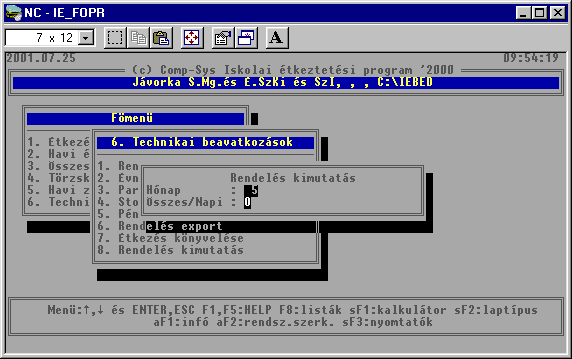 NC - IE_FOPR
7 x 12
A
2001.07.25
09:54:19
(c) Comp-Sys Iskolai étkeztetési program '2000
Jávorka S.Mg.és É.SzKi és SzI, , , C:\IEBED
Főmenü
1. Étkezé
2. Havi é
3. Összes
4. Törzsk
5. Havi z
6. Techni
6. Technikai beavatkozások
1. Ren
2. Évn
3. Par
4. Sto
5. Pén
6. Rendelés export
7. Étkezés könyvelése
8. Rendelés kimutatás
Rendelés kimutatás
Hónap : 5
Összes/Napi : 0
Menü:↑,↓ és ENTER,ESC F1,F5:HELP F8:listák sF1:kalkulátor sF2:laptípus
aF1:infó aF2:rendsz.szerk. sF3:nyomtatók